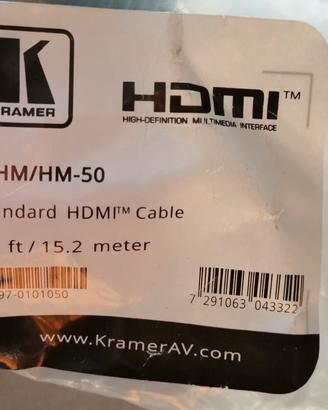 K
KRAMER
HDMI™
HIGH-DEFINITION MULTIMEDIA INTERFACE
HM/HM-50
ndard HDMI™ Cable
ft / 15.2 meter
97-0101050
7 291063 043322
www.KramerAV.com